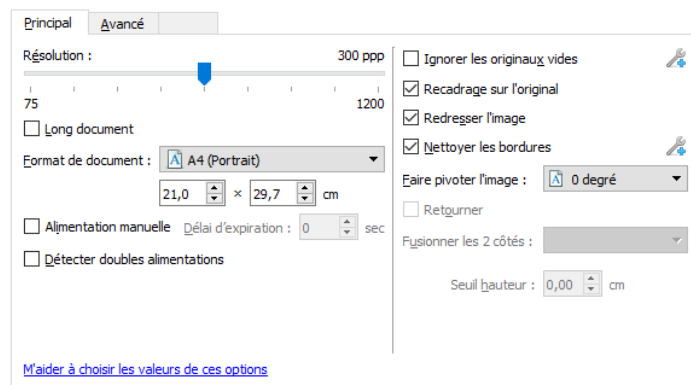 Principal
Avancé
Résolution :
300 ppp
75
1200
Long document
Format de document :
A4 (Portrait)
21,0
×
29,7
cm
Alimentation manuelle
Délai d'expiration :
0
sec
Détecter doubles alimentations
M'aider à choisir les valeurs de ces options
Ignorer les originaux vides
Recadrage sur l'original
Redresser l'image
Nettoyer les bordures
Faire pivoter l'image :
0 degré
Retourner
Fusionner les 2 côtés :
Seuil hauteur :
0,00
cm